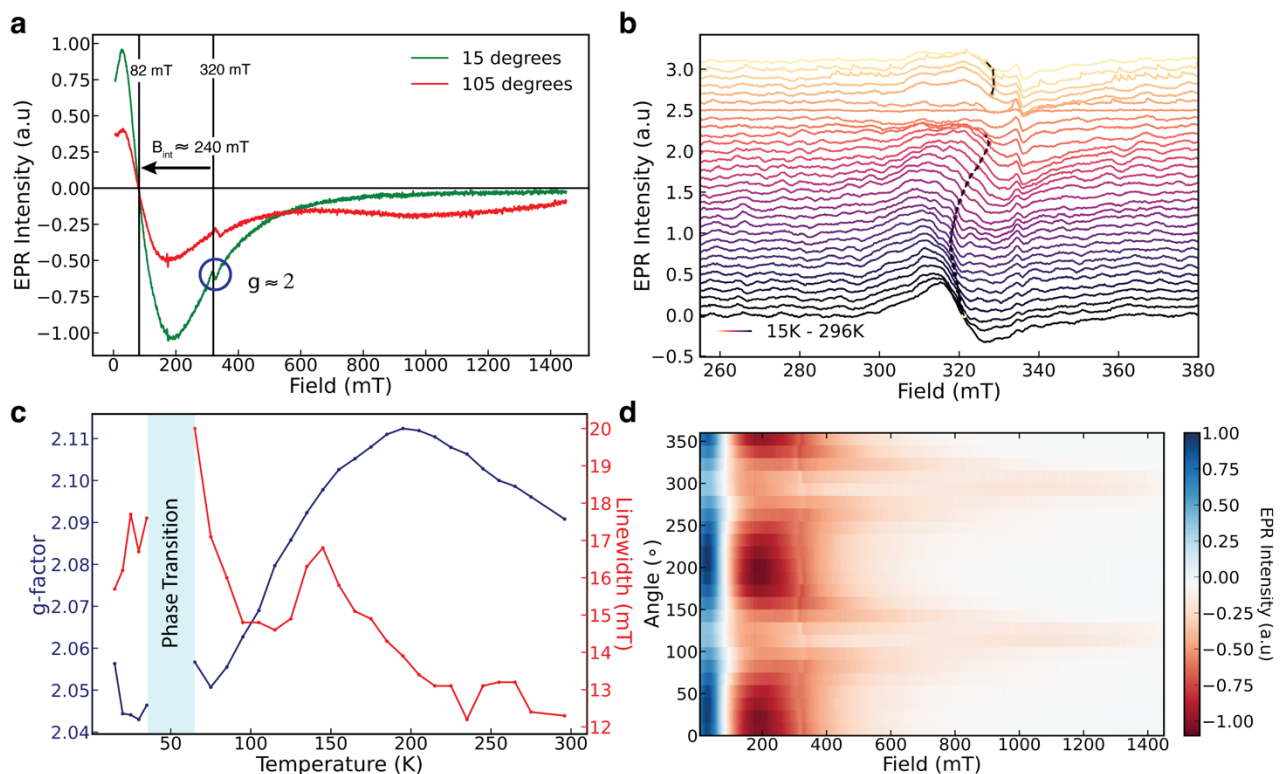 a
1.00
0.75
0.50
0.25
0.00
−0.25
−0.50
−0.75
−1.00
EPR Intensity (a.u)
82 mT
320 mT
15 degrees
105 degrees
B_int ≈ 240 mT
g ≈ 2
0 200 400 600 800 1000 1200 1400
Field (mT)
b
3.0
2.5
2.0
1.5
1.0
0.5
0.0
−0.5
EPR Intensity (a.u)
15K - 296K
260 280 300 320 340 360 380
Field (mT)
c
2.11
2.10
2.09
2.08
2.07
2.06
2.05
2.04
g-factor
Phase Transition
20
19
18
17
16
15
14
13
12
Linewidth (mT)
50 100 150 200 250 300
Temperature (K)
d
350
300
250
200
150
100
50
0
Angle (∘)
200 400 600 800 1000 1200 1400
Field (mT)
1.00
0.75
0.50
0.25
0.00
−0.25
−0.50
−0.75
−1.00
EPR Intensity (a.u)